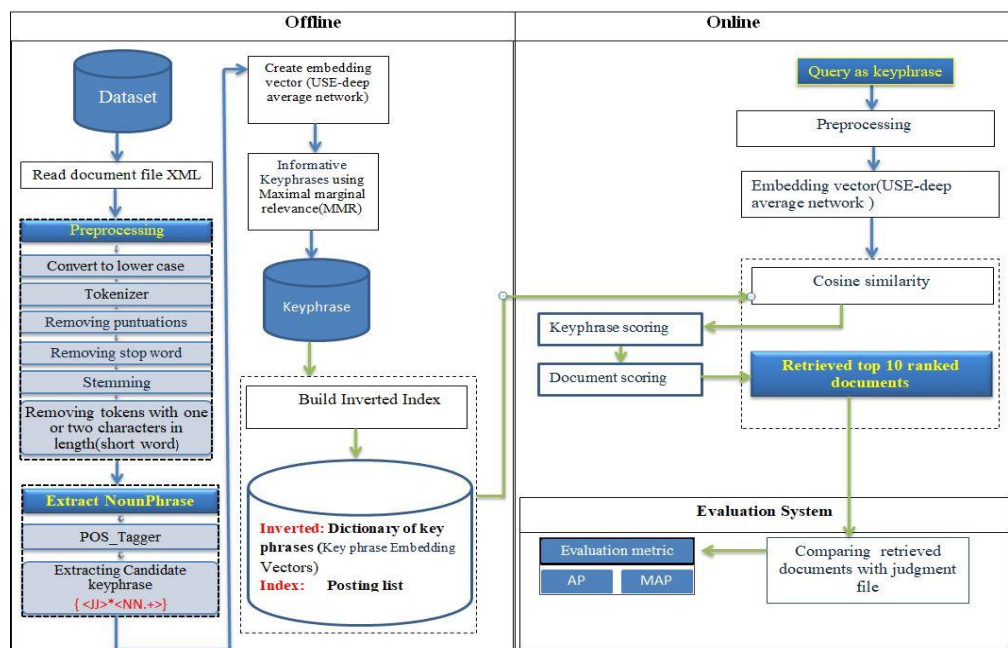 Offline
Dataset
Read document file XML
Preprocessing
Convert to lower case
Tokenizer
Removing puntuations
Removing stop word
Stemming
Removing tokens with one
or two characters in
length(short word)
Extract NounPhrase
POS_Tagger
Extracting Candidate
keyphrase
{ <JJ>*<NN.+>}
Create embedding
vector (USE-deep
average network)
Informative
Keyphrases using
Maximal marginal
relevance(MMR)
Keyphrase
Build Inverted Index
Inverted: Dictionary of key
phrases (Key phrase Embedding
Vectors)
Index: Posting list
Online
Query as keyphrase
Preprocessing
Embedding vector(USE-deep
average network )
Cosine similarity
Keyphrase scoring
Document scoring
Retrieved top 10 ranked
documents
Evaluation System
Evaluation metric
AP
MAP
Comparing retrieved
documents with judgment
file